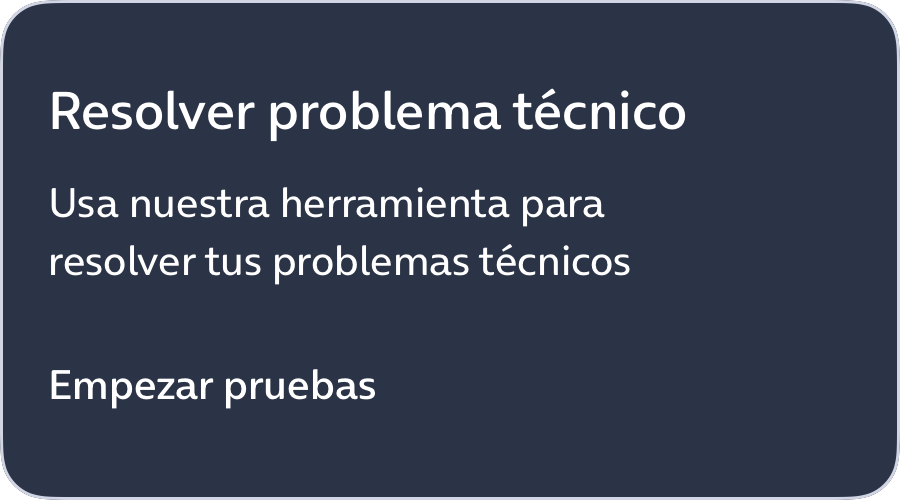 Resolver problema técnico
Usa nuestra herramienta para
resolver tus problemas técnicos
Empezar pruebas